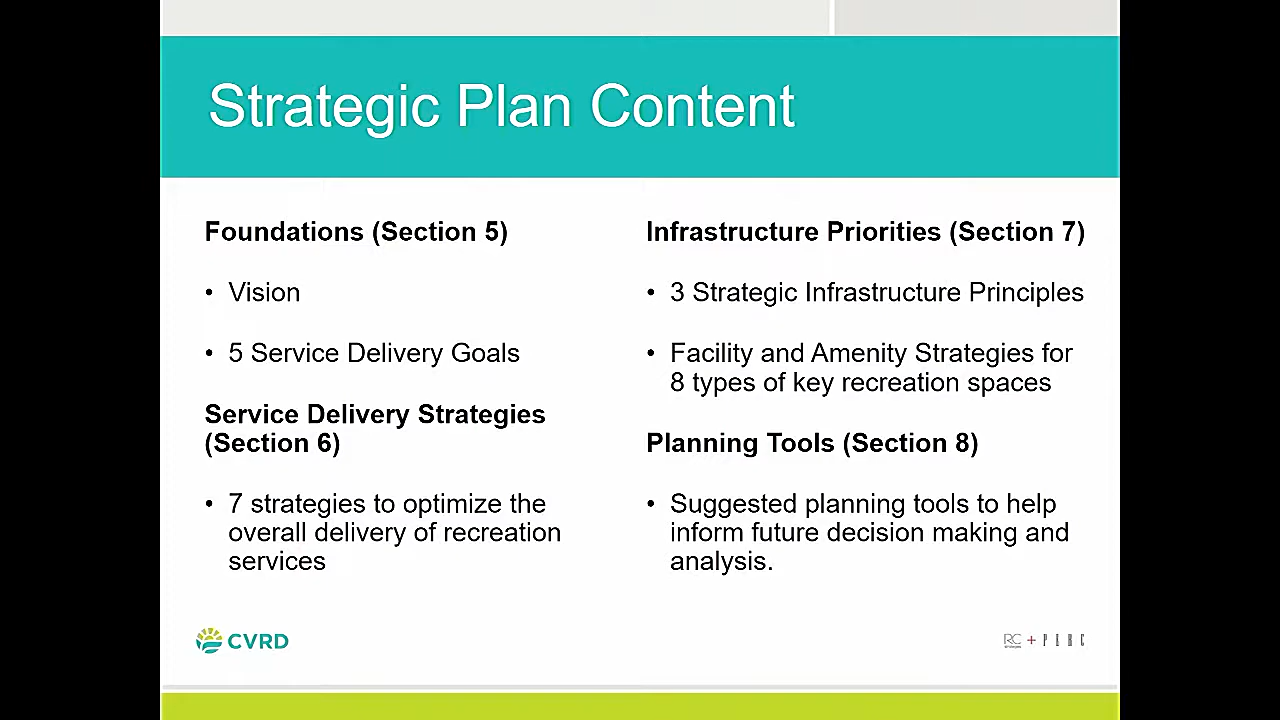 Strategic Plan Content
Foundations (Section 5)
• Vision
• 5 Service Delivery Goals
Service Delivery Strategies
(Section 6)
• 7 strategies to optimize the
overall delivery of recreation
services
Infrastructure Priorities (Section 7)
• 3 Strategic Infrastructure Principles
• Facility and Amenity Strategies for
8 types of key recreation spaces
Planning Tools (Section 8)
• Suggested planning tools to help
inform future decision making and
analysis.
CVRD
RC + PERC